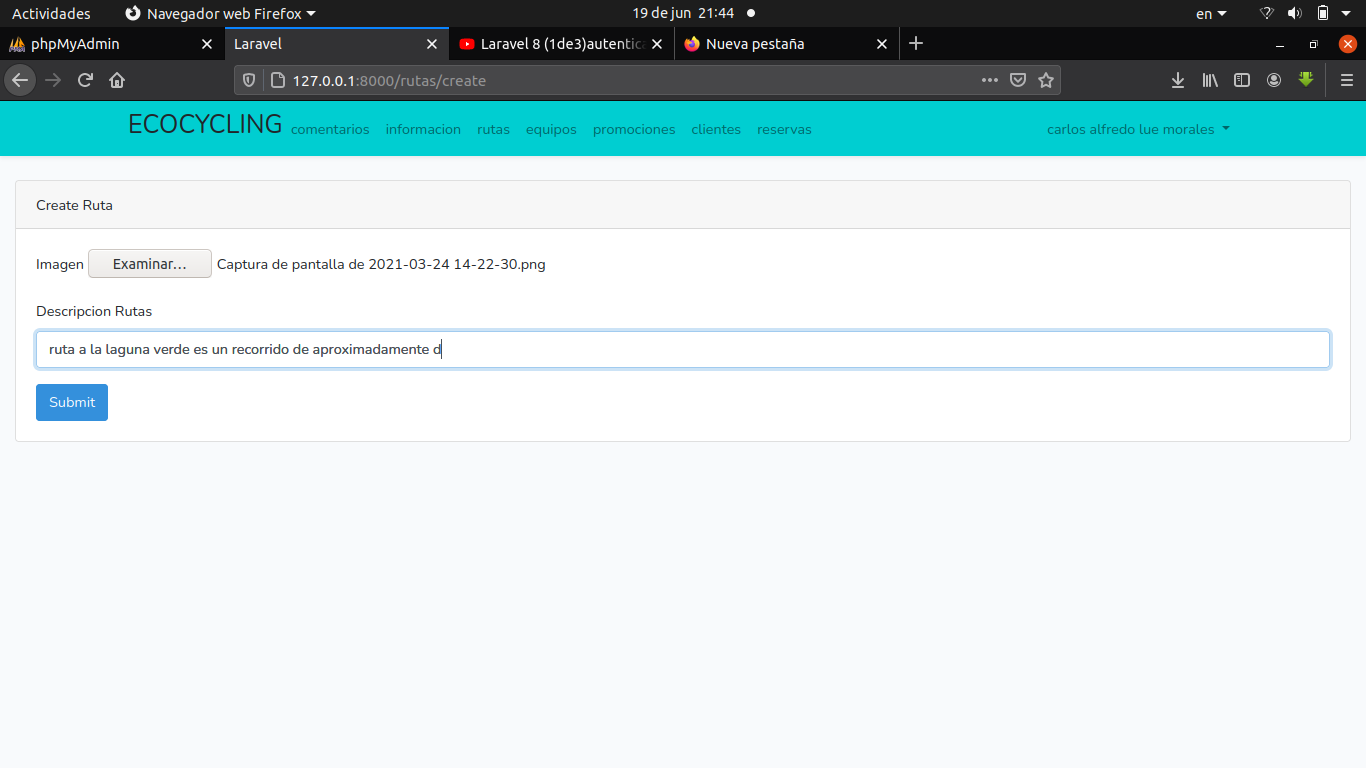 Actividades Navegador web Firefox 19 de jun 21:44 en
phpMyAdmin Laravel Laravel 8 (1de3)autentic Nueva pestaña
127.0.0.1:8000/rutas/create
ECOCYCLING comentarios informacion rutas equipos promociones clientes reservas carlos alfredo lue morales
Create Ruta
Imagen Examinar... Captura de pantalla de 2021-03-24 14-22-30.png
Descripcion Rutas
ruta a la laguna verde es un recorrido de aproximadamente d
Submit